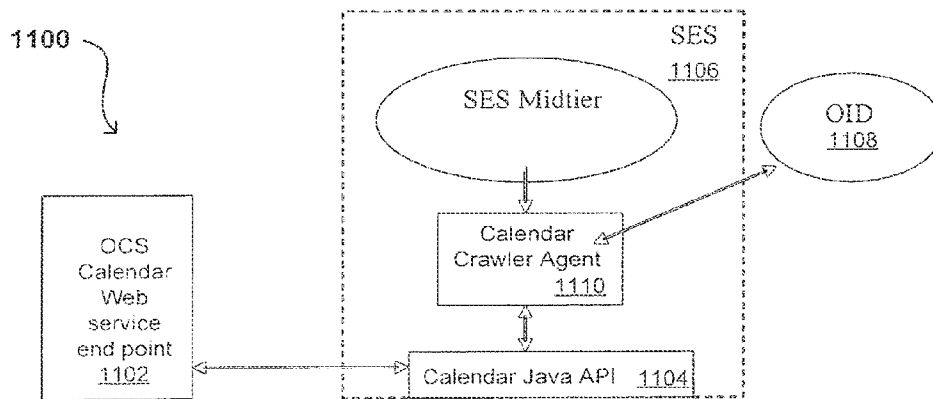 1100
SES
1106
SES Midtier
OID
1108
OCS
Calendar
Web
service
end point
1102
Calendar
Crawler Agent
1110
Calendar Java API 1104